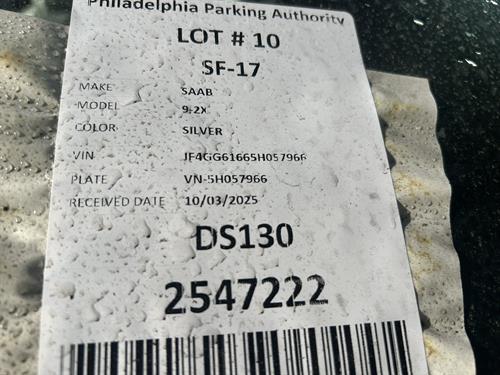 Philadelphia Parking Authority
LOT # 10
SF-17
MAKE SAAB
MODEL 9-2X
COLOR SILVER
VIN JF4GG61665H057966
PLATE VN-5H057966
RECEIVED DATE 10/03/2025
DS130
2547222